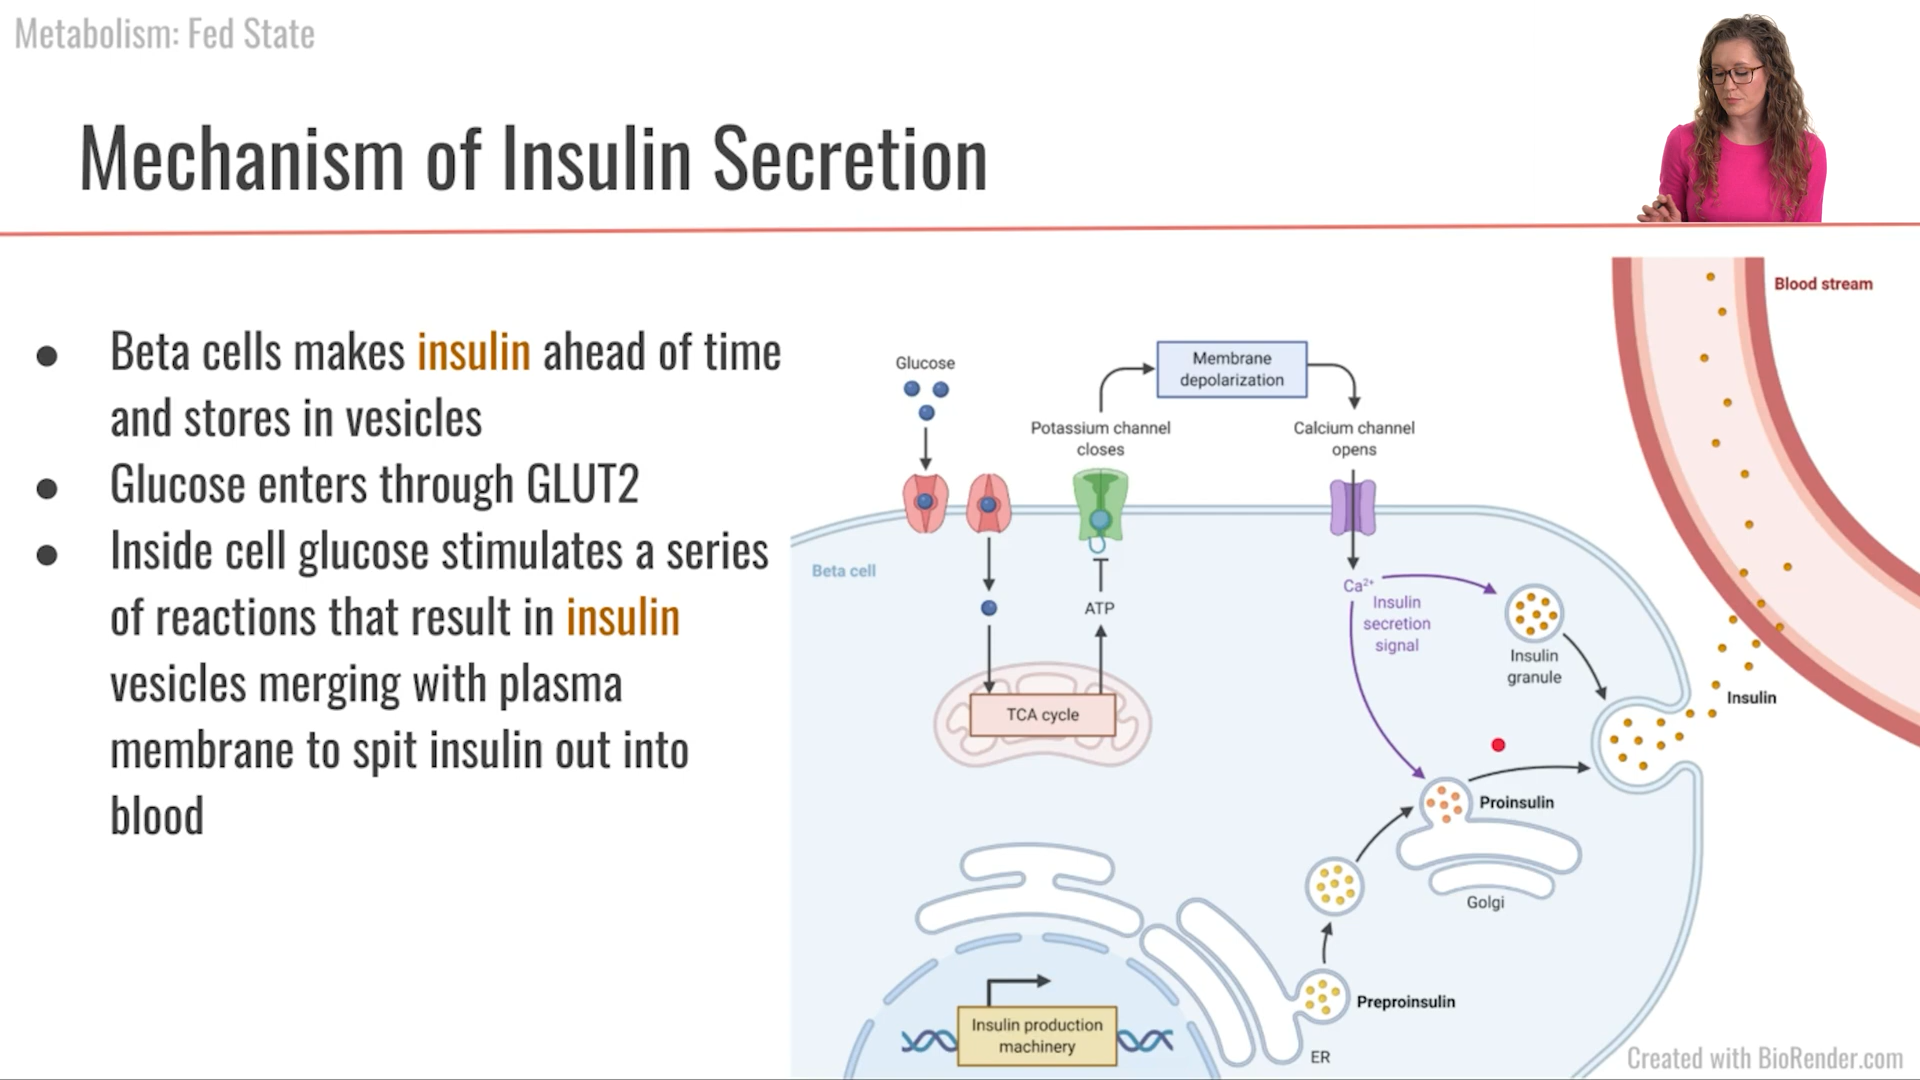 Metabolism: Fed State
Mechanism of Insulin Secretion
Beta cells makes insulin ahead of time
and stores in vesicles
Glucose enters through GLUT2
Inside cell glucose stimulates a series
of reactions that result in insulin
vesicles merging with plasma
membrane to spit insulin out into
blood
Blood stream
Glucose
Membrane
depolarization
Potassium channel
closes
Calcium channel
opens
Beta cell
ATP
Ca²⁺
Insulin
secretion
signal
Insulin
granule
Insulin
TCA cycle
Proinsulin
Golgi
Preproinsulin
Insulin production
machinery
ER
Created with BioRender.com